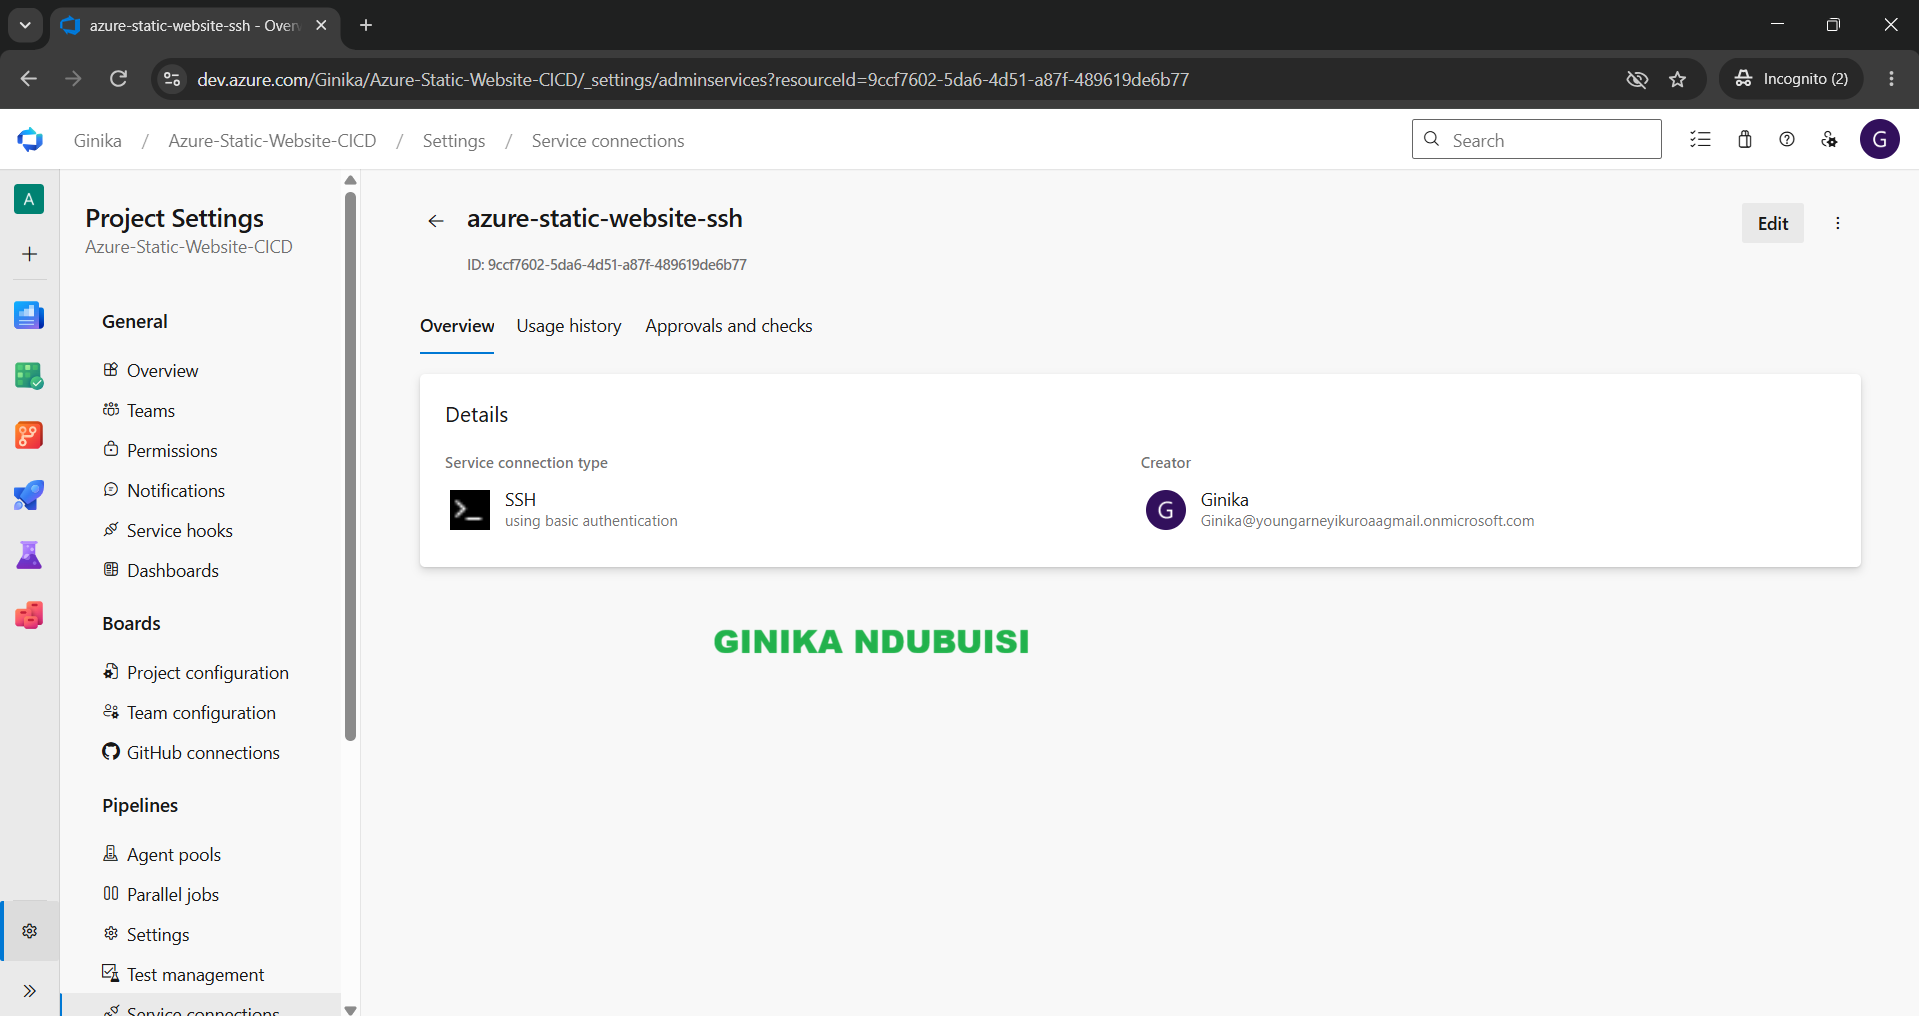 azure-static-website-ssh - Over
dev.azure.com/Ginika/Azure-Static-Website-CICD/_settings/adminservices?resourceId=9ccf7602-5da6-4d51-a87f-489619de6b77
Incognito (2)
Ginika / Azure-Static-Website-CICD / Settings / Service connections
Search
G
A
Project Settings
Azure-Static-Website-CICD
General
Overview
Teams
Permissions
Notifications
Service hooks
Dashboards
Boards
Project configuration
Team configuration
GitHub connections
Pipelines
Agent pools
Parallel jobs
Settings
Test management
Service connections
azure-static-website-ssh
Edit
ID: 9ccf7602-5da6-4d51-a87f-489619de6b77
Overview Usage history Approvals and checks
Details
Service connection type
SSH
using basic authentication
Creator
G
Ginika
Ginika@youngarneyikuroaagmail.onmicrosoft.com
GINIKA NDUBUISI